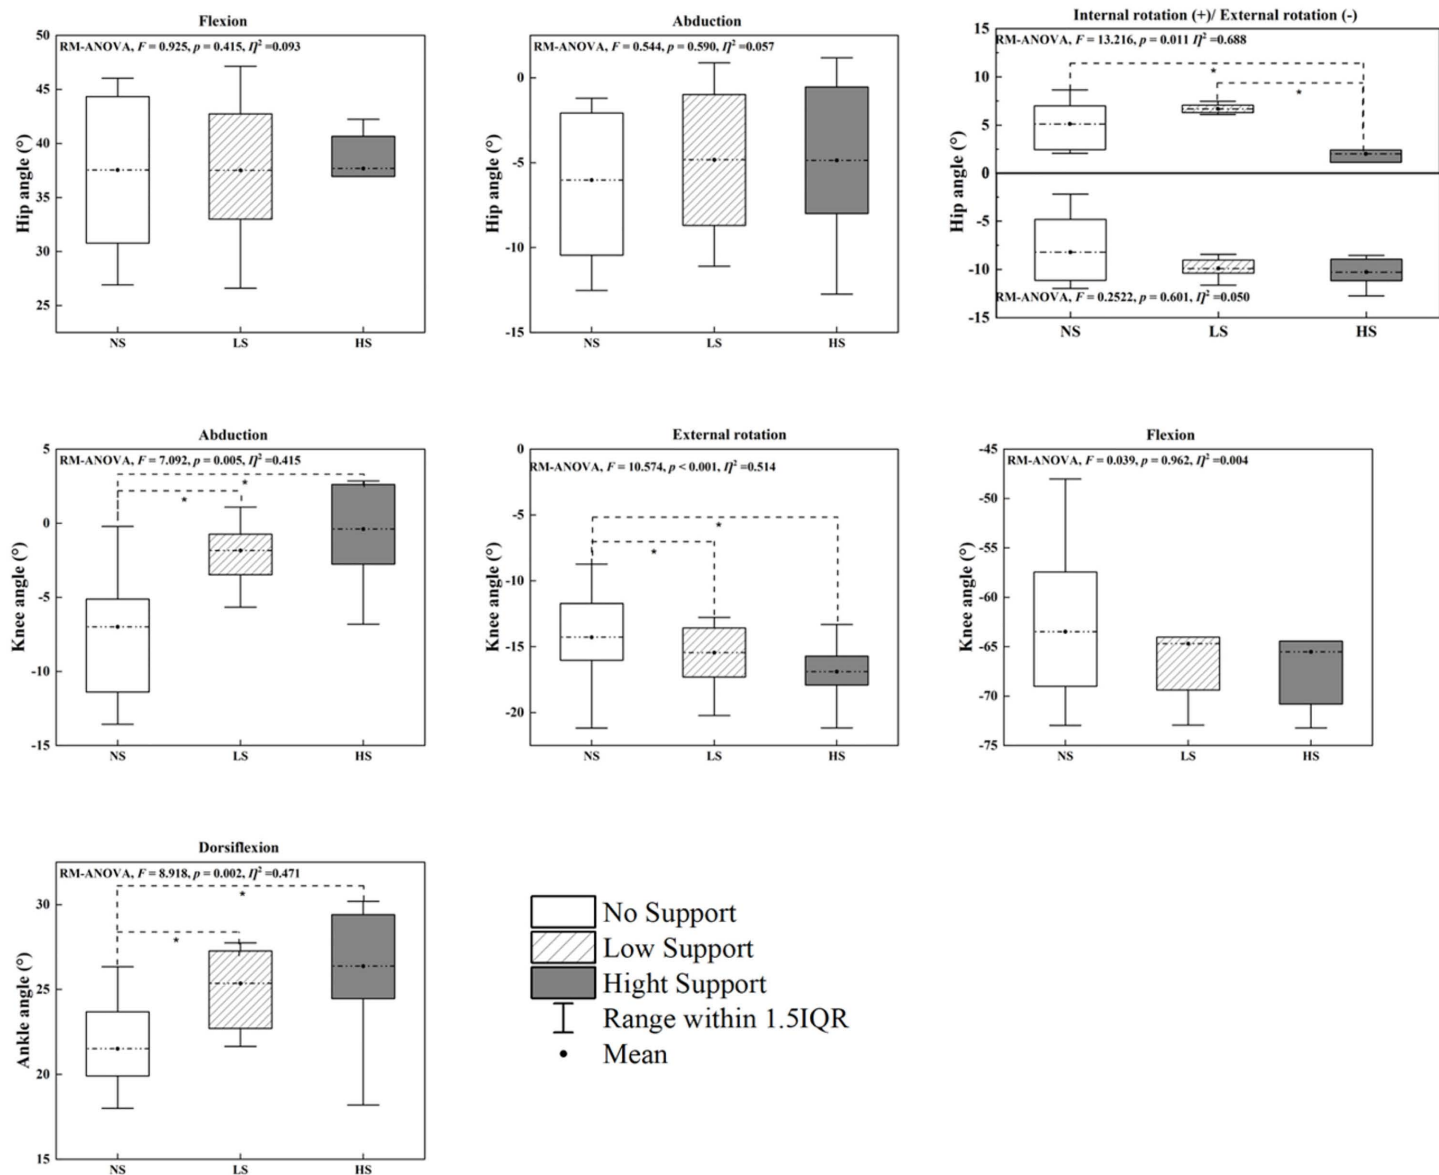 Flexion
RM-ANOVA, F = 0.925, p = 0.415, η² =0.093
Hip angle (°)
50
45
40
35
30
25
NS LS HS
Abduction
RM-ANOVA, F = 0.544, p = 0.590, η² =0.057
Hip angle (°)
0
-5
-10
-15
NS LS HS
Internal rotation (+)/ External rotation (-)
RM-ANOVA, F = 13.216, p = 0.011 η² =0.688
*
*
Hip angle (°)
15
10
5
0
-5
-10
-15
RM-ANOVA, F = 0.2522, p = 0.601, η² =0.050
NS LS HS
Abduction
RM-ANOVA, F = 7.092, p = 0.005, η² =0.415
*
*
Knee angle (°)
5
0
-5
-10
-15
NS LS HS
External rotation
RM-ANOVA, F = 10.574, p < 0.001, η² =0.514
*
*
Knee angle (°)
0
-5
-10
-15
-20
NS LS HS
Flexion
RM-ANOVA, F = 0.039, p = 0.962, η² =0.004
Knee angle (°)
-45
-50
-55
-60
-65
-70
-75
NS LS HS
Dorsiflexion
RM-ANOVA, F = 8.918, p = 0.002, η² =0.471
*
*
Ankle angle (°)
30
25
20
15
NS LS HS
No Support
Low Support
Hight Support
Range within 1.5IQR
Mean